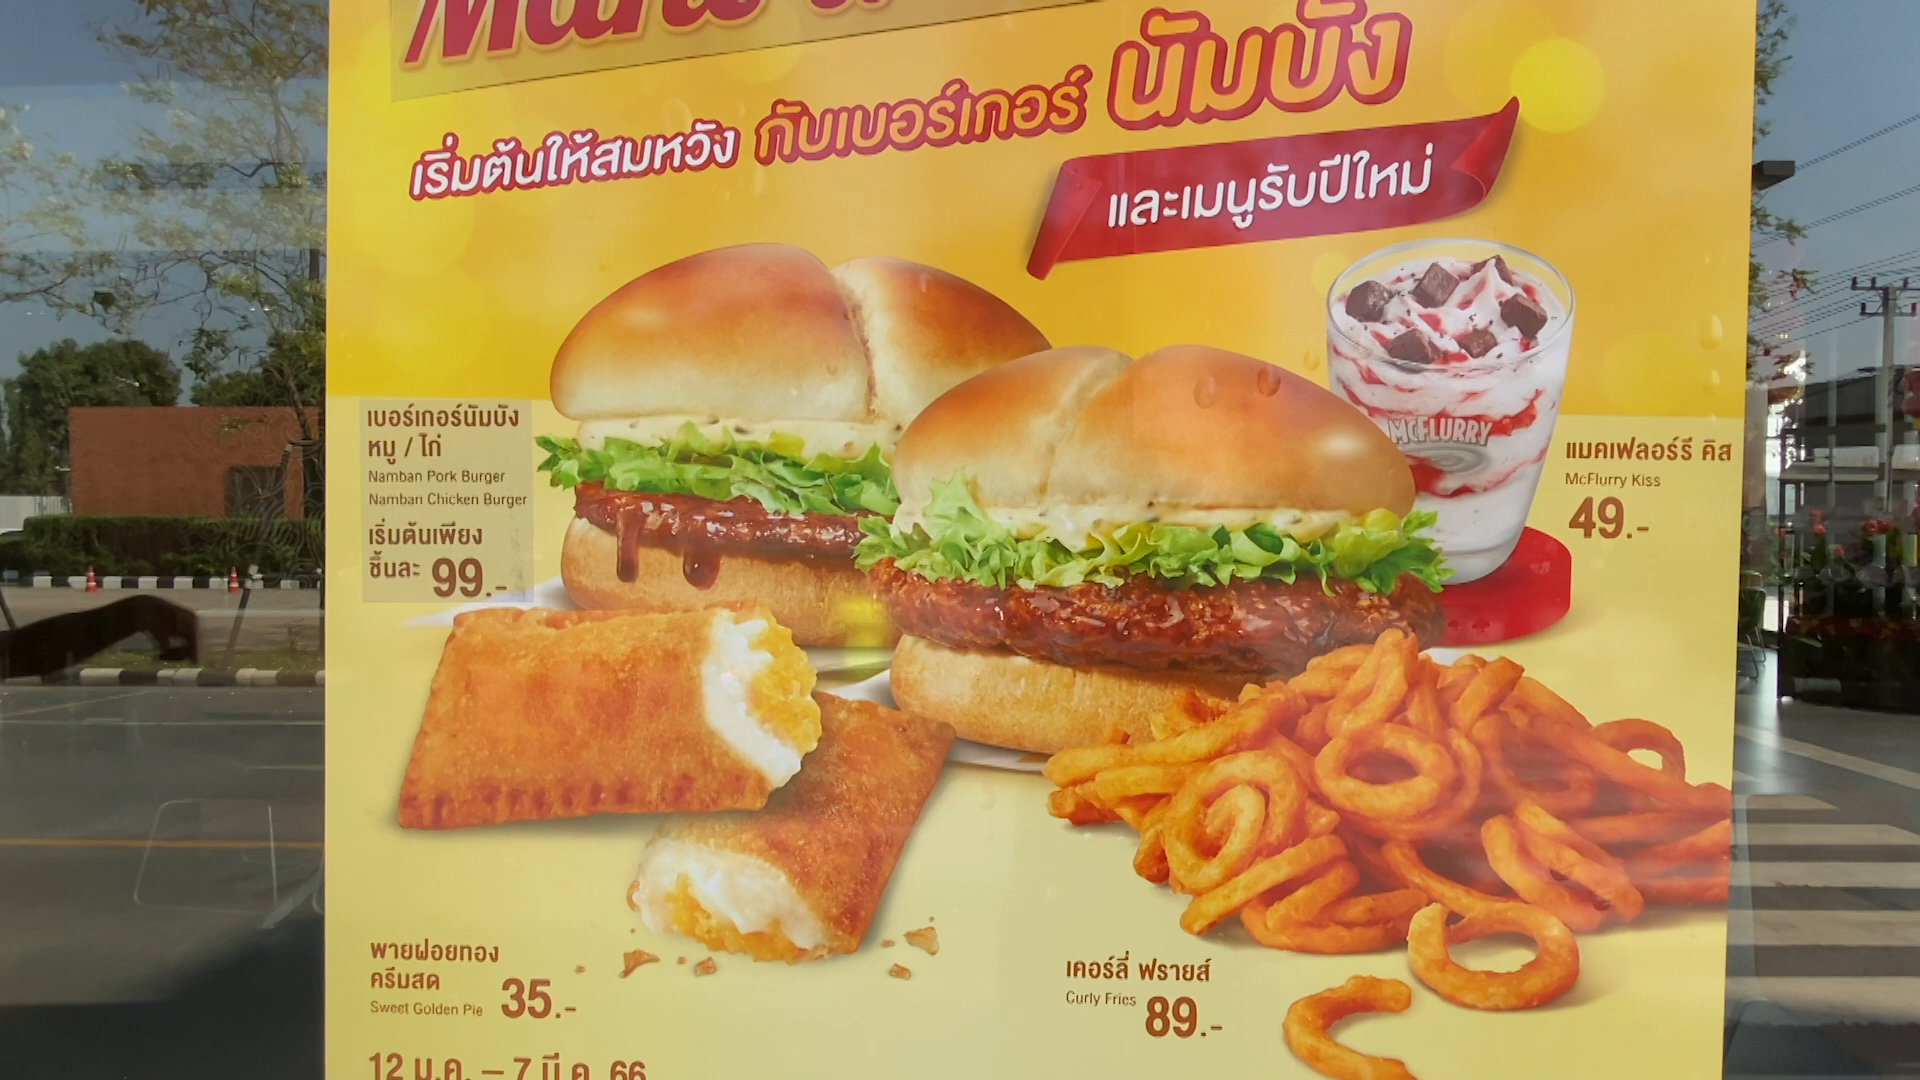 เริ่มต้นให้สมหวัง กับเบอร์เกอร์ นัมบัง
และเมนูรับปีใหม่
McFLURRY
เบอร์เกอร์นัมบัง
หมู / ไก่
Namban Pork Burger
Namban Chicken Burger
เริ่มต้นเพียง
ชิ้นละ 99.-
แมคเฟลอร์รี คิส
McFlurry Kiss
49.-
พายฝอยทอง
ครีมสด
Sweet Golden Pie 35.-
เคอร์ลี่ ฟรายส์
Curly Fries 89.-
12 ม.ค. – 7 มี.ค. 66